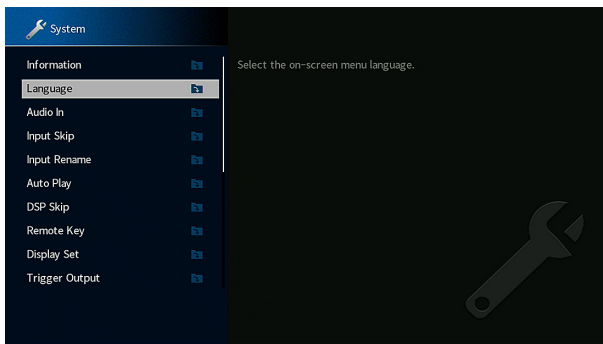 System
Information
Language
Audio In
Input Skip
Input Rename
Auto Play
DSP Skip
Remote Key
Display Set
Trigger Output
Select the on-screen menu language.